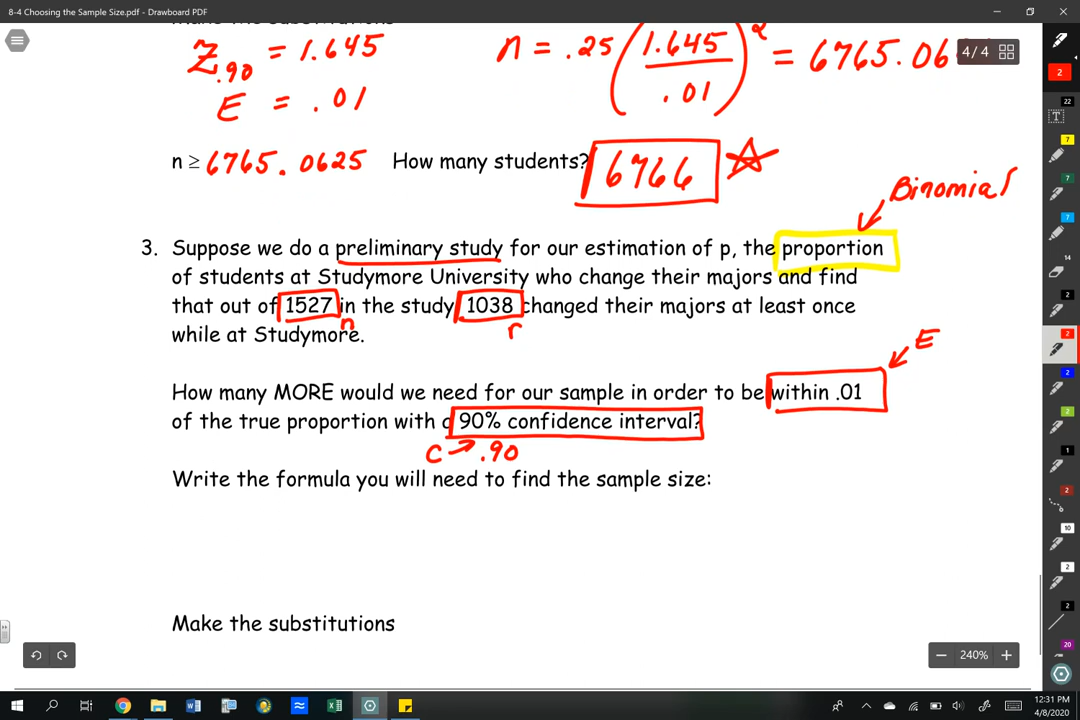 8-4 Choosing the Sample Size.pdf - Drawboard PDF
Z.90 = 1.645
n = .25 (1.645 / .01)² = 6765.06
4/4
E = .01
n ≥ 6765.0625 How many students? 6766
Binomial
3. Suppose we do a preliminary study for our estimation of p, the proportion
of students at Studymore University who change their majors and find
that out of 1527 in the study 1038 changed their majors at least once
n r
while at Studymore.
E
How many MORE would we need for our sample in order to be within .01
of the true proportion with a 90% confidence interval?
C → .90
Write the formula you will need to find the sample size:
Make the substitutions
240%
12:31 PM
4/8/2020